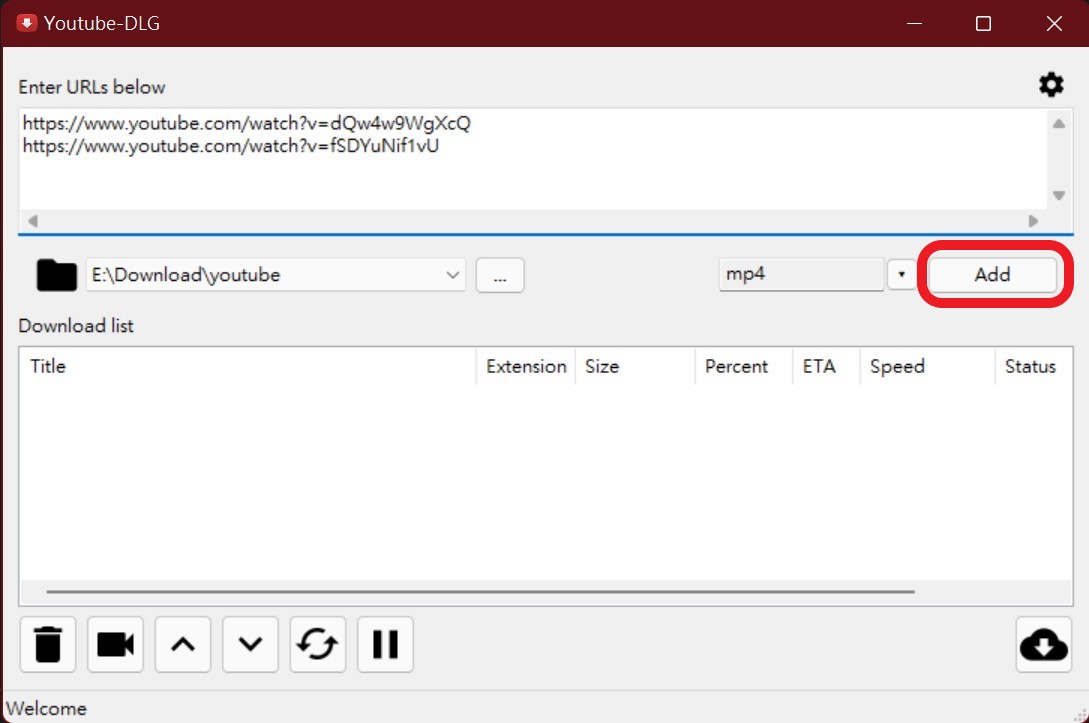 Youtube-DLG
Enter URLs below
https://www.youtube.com/watch?v=dQw4w9WgXcQ
https://www.youtube.com/watch?v=fSDYuNif1vU
E:\Download\youtube
...
mp4
Add
Download list
Title Extension Size Percent ETA Speed Status
Welcome